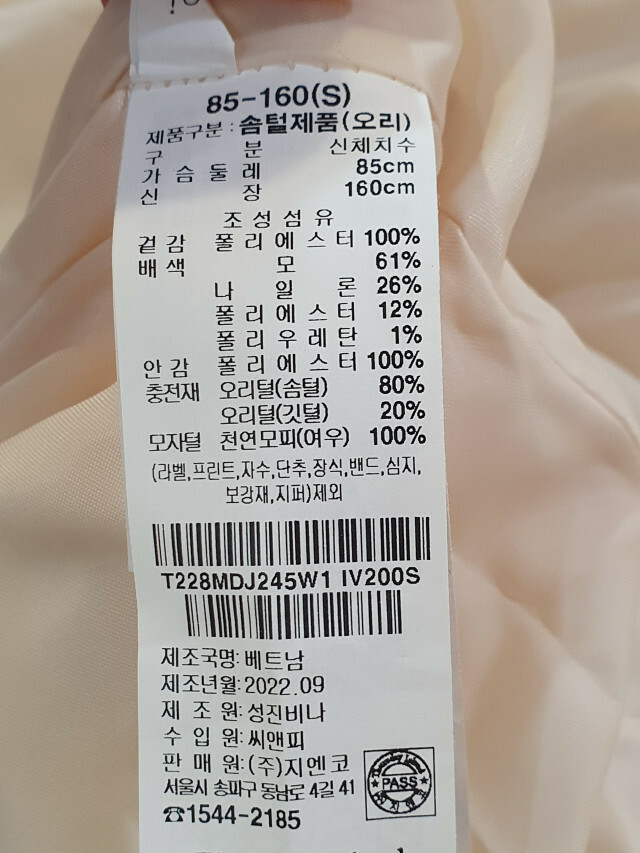 85-160(S)
제품구분 : 솜털제품(오리)
구 분 신체치수
가 슴 둘 레 85cm
신 장 160cm
조 성 섬 유
겉 감 폴 리 에 스 터 100%
배 색 모 61%
나 일 론 26%
폴 리 에 스 터 12%
폴 리 우 레 탄 1%
안 감 폴 리 에 스 터 100%
충전재 오리털(솜털) 80%
오리털(깃털) 20%
모자털 천연모피(여우) 100%
(라벨,프린트,자수,단추,장식,밴드,심지,
보강재,지퍼)제외
T228MDJ245W1 IV200S
제조국명: 베트남
제조년월: 2022.09
제 조 원: 성진비나
수 입 원: 씨앤피
판 매 원: (주)지엔코
서울시 송파구 동남로 4길 41
☎1544-2185
PASS